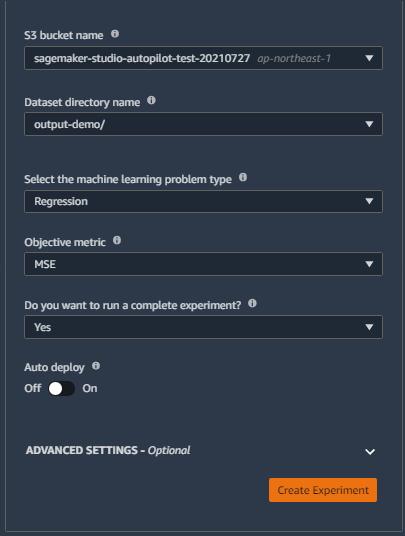 S3 bucket name
sagemaker-studio-autopilot-test-20210727 ap-northeast-1
Dataset directory name
output-demo/
Select the machine learning problem type
Regression
Objective metric
MSE
Do you want to run a complete experiment?
Yes
Auto deploy
Off On
ADVANCED SETTINGS - Optional
Create Experiment